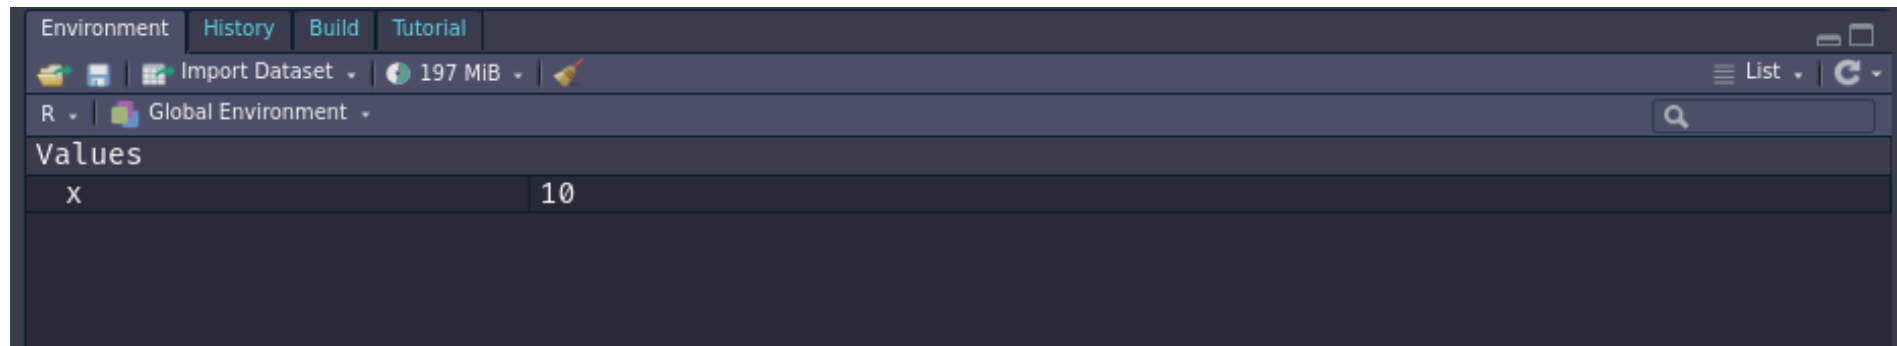 Environment History Build Tutorial
Import Dataset 197 MiB List
R Global Environment
Values
x 10